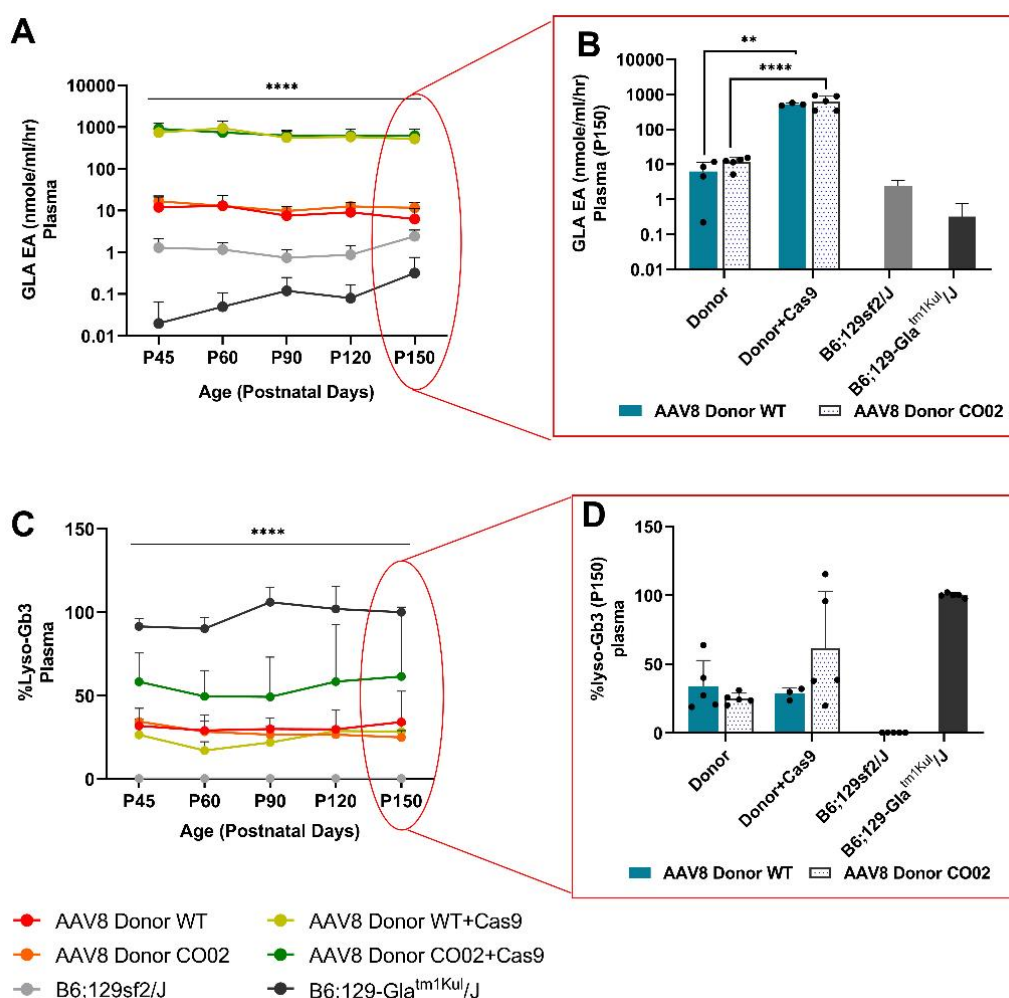 A
GLA EA (nmole/ml/hr)
Plasma
10000
1000
100
10
1
0.1
0.01
****
P45 P60 P90 P120 P150
Age (Postnatal Days)
B
GLA EA (nmole/ml/hr)
Plasma (P150)
10000
1000
100
10
1
0.1
0.01
**
****
Donor
Donor+Cas9
B6;129sf2/J
B6;129-Gla^tm1Kul/J
AAV8 Donor WT AAV8 Donor CO02
C
%Lyso-Gb3
Plasma
150
100
50
0
****
P45 P60 P90 P120 P150
Age (Postnatal Days)
D
%lyso-Gb3 (P150)
plasma
150
100
50
0
Donor
Donor+Cas9
B6;129sf2/J
B6;129-Gla^tm1Kul/J
AAV8 Donor WT AAV8 Donor CO02
AAV8 Donor WT AAV8 Donor WT+Cas9
AAV8 Donor CO02 AAV8 Donor CO02+Cas9
B6;129sf2/J B6;129-Gla^tm1Kul/J